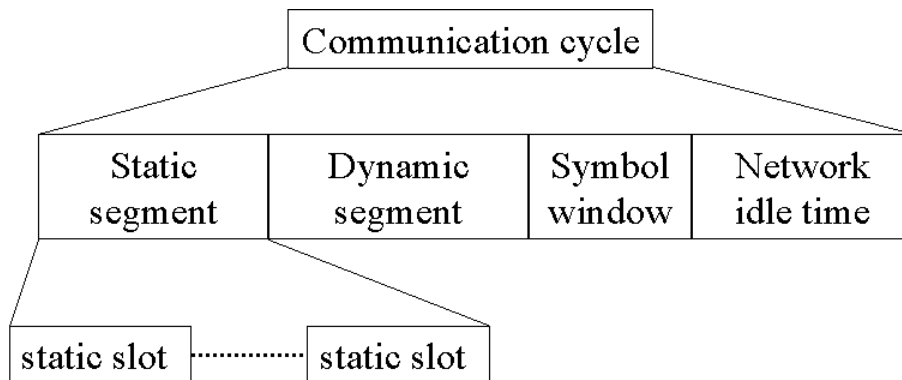 Communication cycle
Static segment
Dynamic segment
Symbol window
Network idle time
static slot
static slot